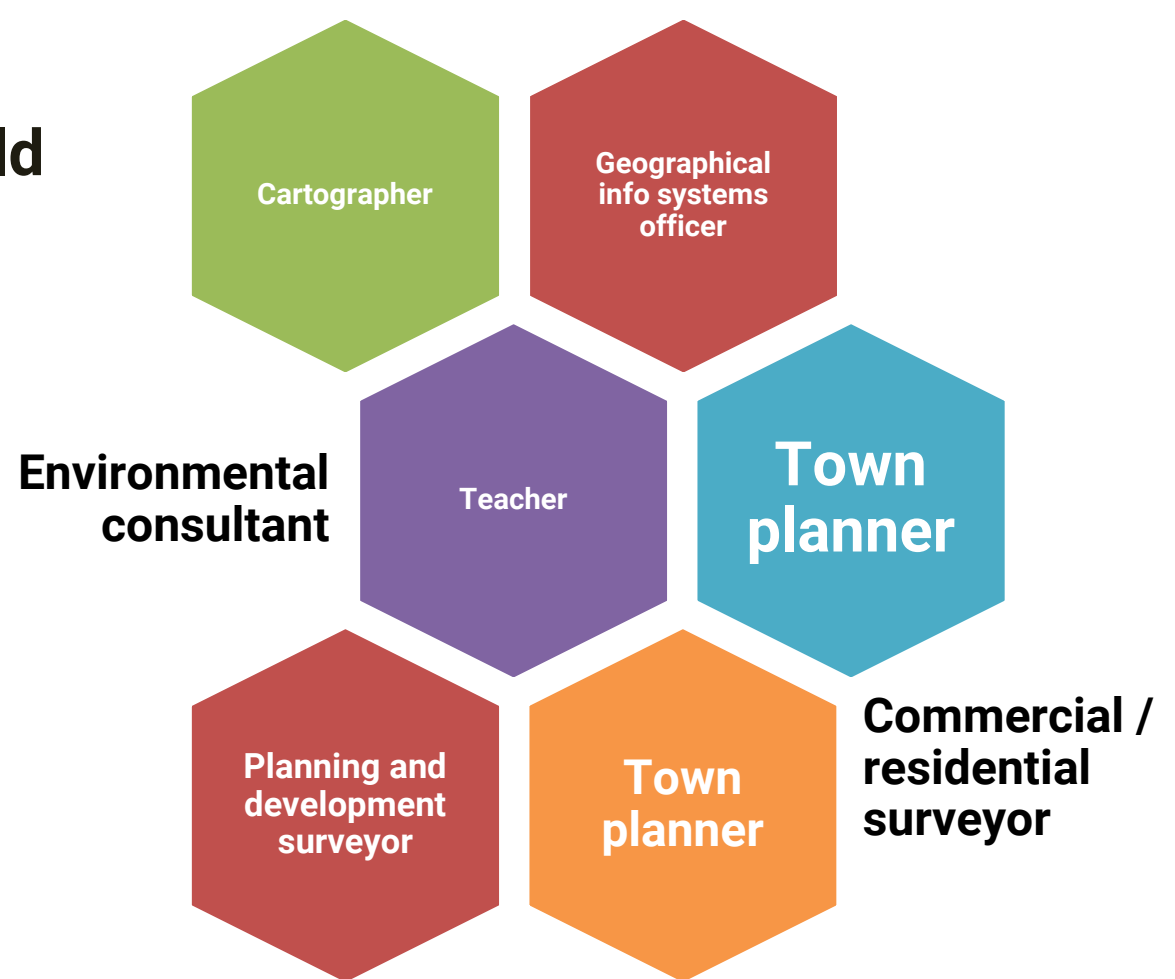 Cartographer
Geographical
info systems
officer
Environmental
consultant
Teacher
Town
planner
Planning and
development
surveyor
Town
planner
Commercial /
residential
surveyor